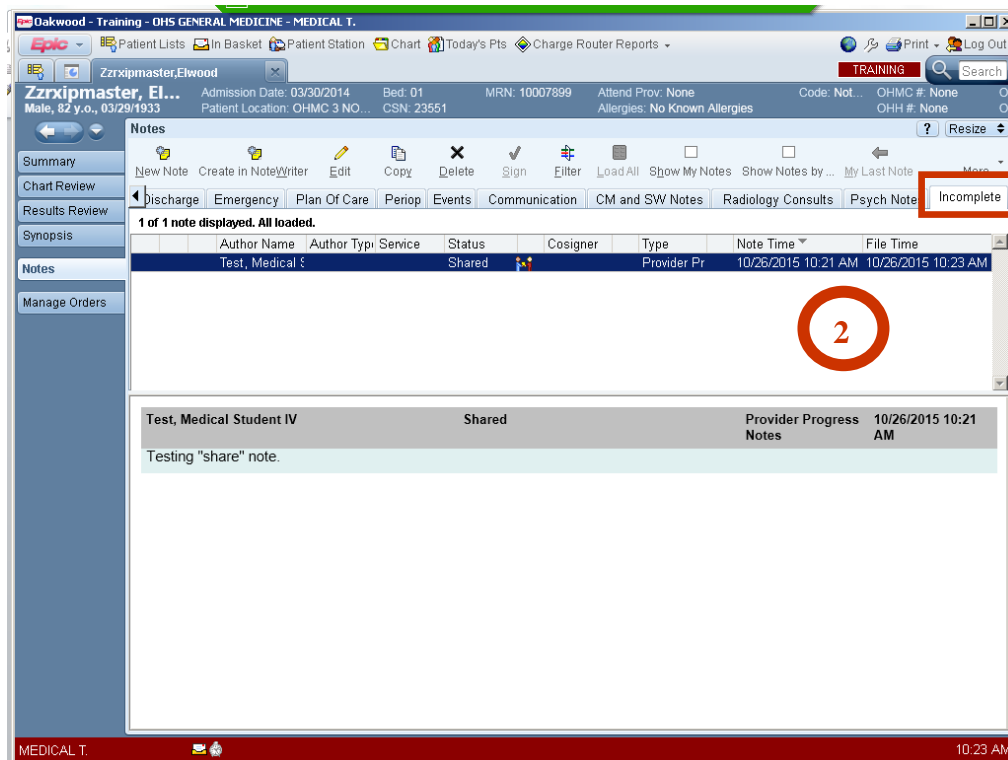 Oakwood - Training - OHS GENERAL MEDICINE - MEDICAL T.
Epic Patient Lists In Basket Patient Station Chart Today's Pts Charge Router Reports Print Log Out
Zzrxipmaster,Elwood TRAINING Search
Zzrxipmaster, El... Admission Date: 03/30/2014 Bed: 01 MRN: 10007899 Attend Prov: None Code: Not... OHMC #: None
Male, 82 y.o., 03/29/1933 Patient Location: OHMC 3 NO... CSN: 23551 Allergies: No Known Allergies OHH #: None
Notes ? Resize
Summary
Chart Review
Results Review
Synopsis
Notes
Manage Orders
New Note Create in NoteWriter Edit Copy Delete Sign Filter Load All Show My Notes Show Notes by ... My Last Note More
Discharge Emergency Plan Of Care Periop Events Communication CM and SW Notes Radiology Consults Psych Note Incomplete
1 of 1 note displayed. All loaded.
Author Name Author Typ Service Status Cosigner Type Note Time File Time
Test, Medical S Shared Provider Pr 10/26/2015 10:21 AM 10/26/2015 10:23 AM
2
Test, Medical Student IV Shared Provider Progress 10/26/2015 10:21
Notes AM
Testing "share" note.
MEDICAL T. 10:23 AM